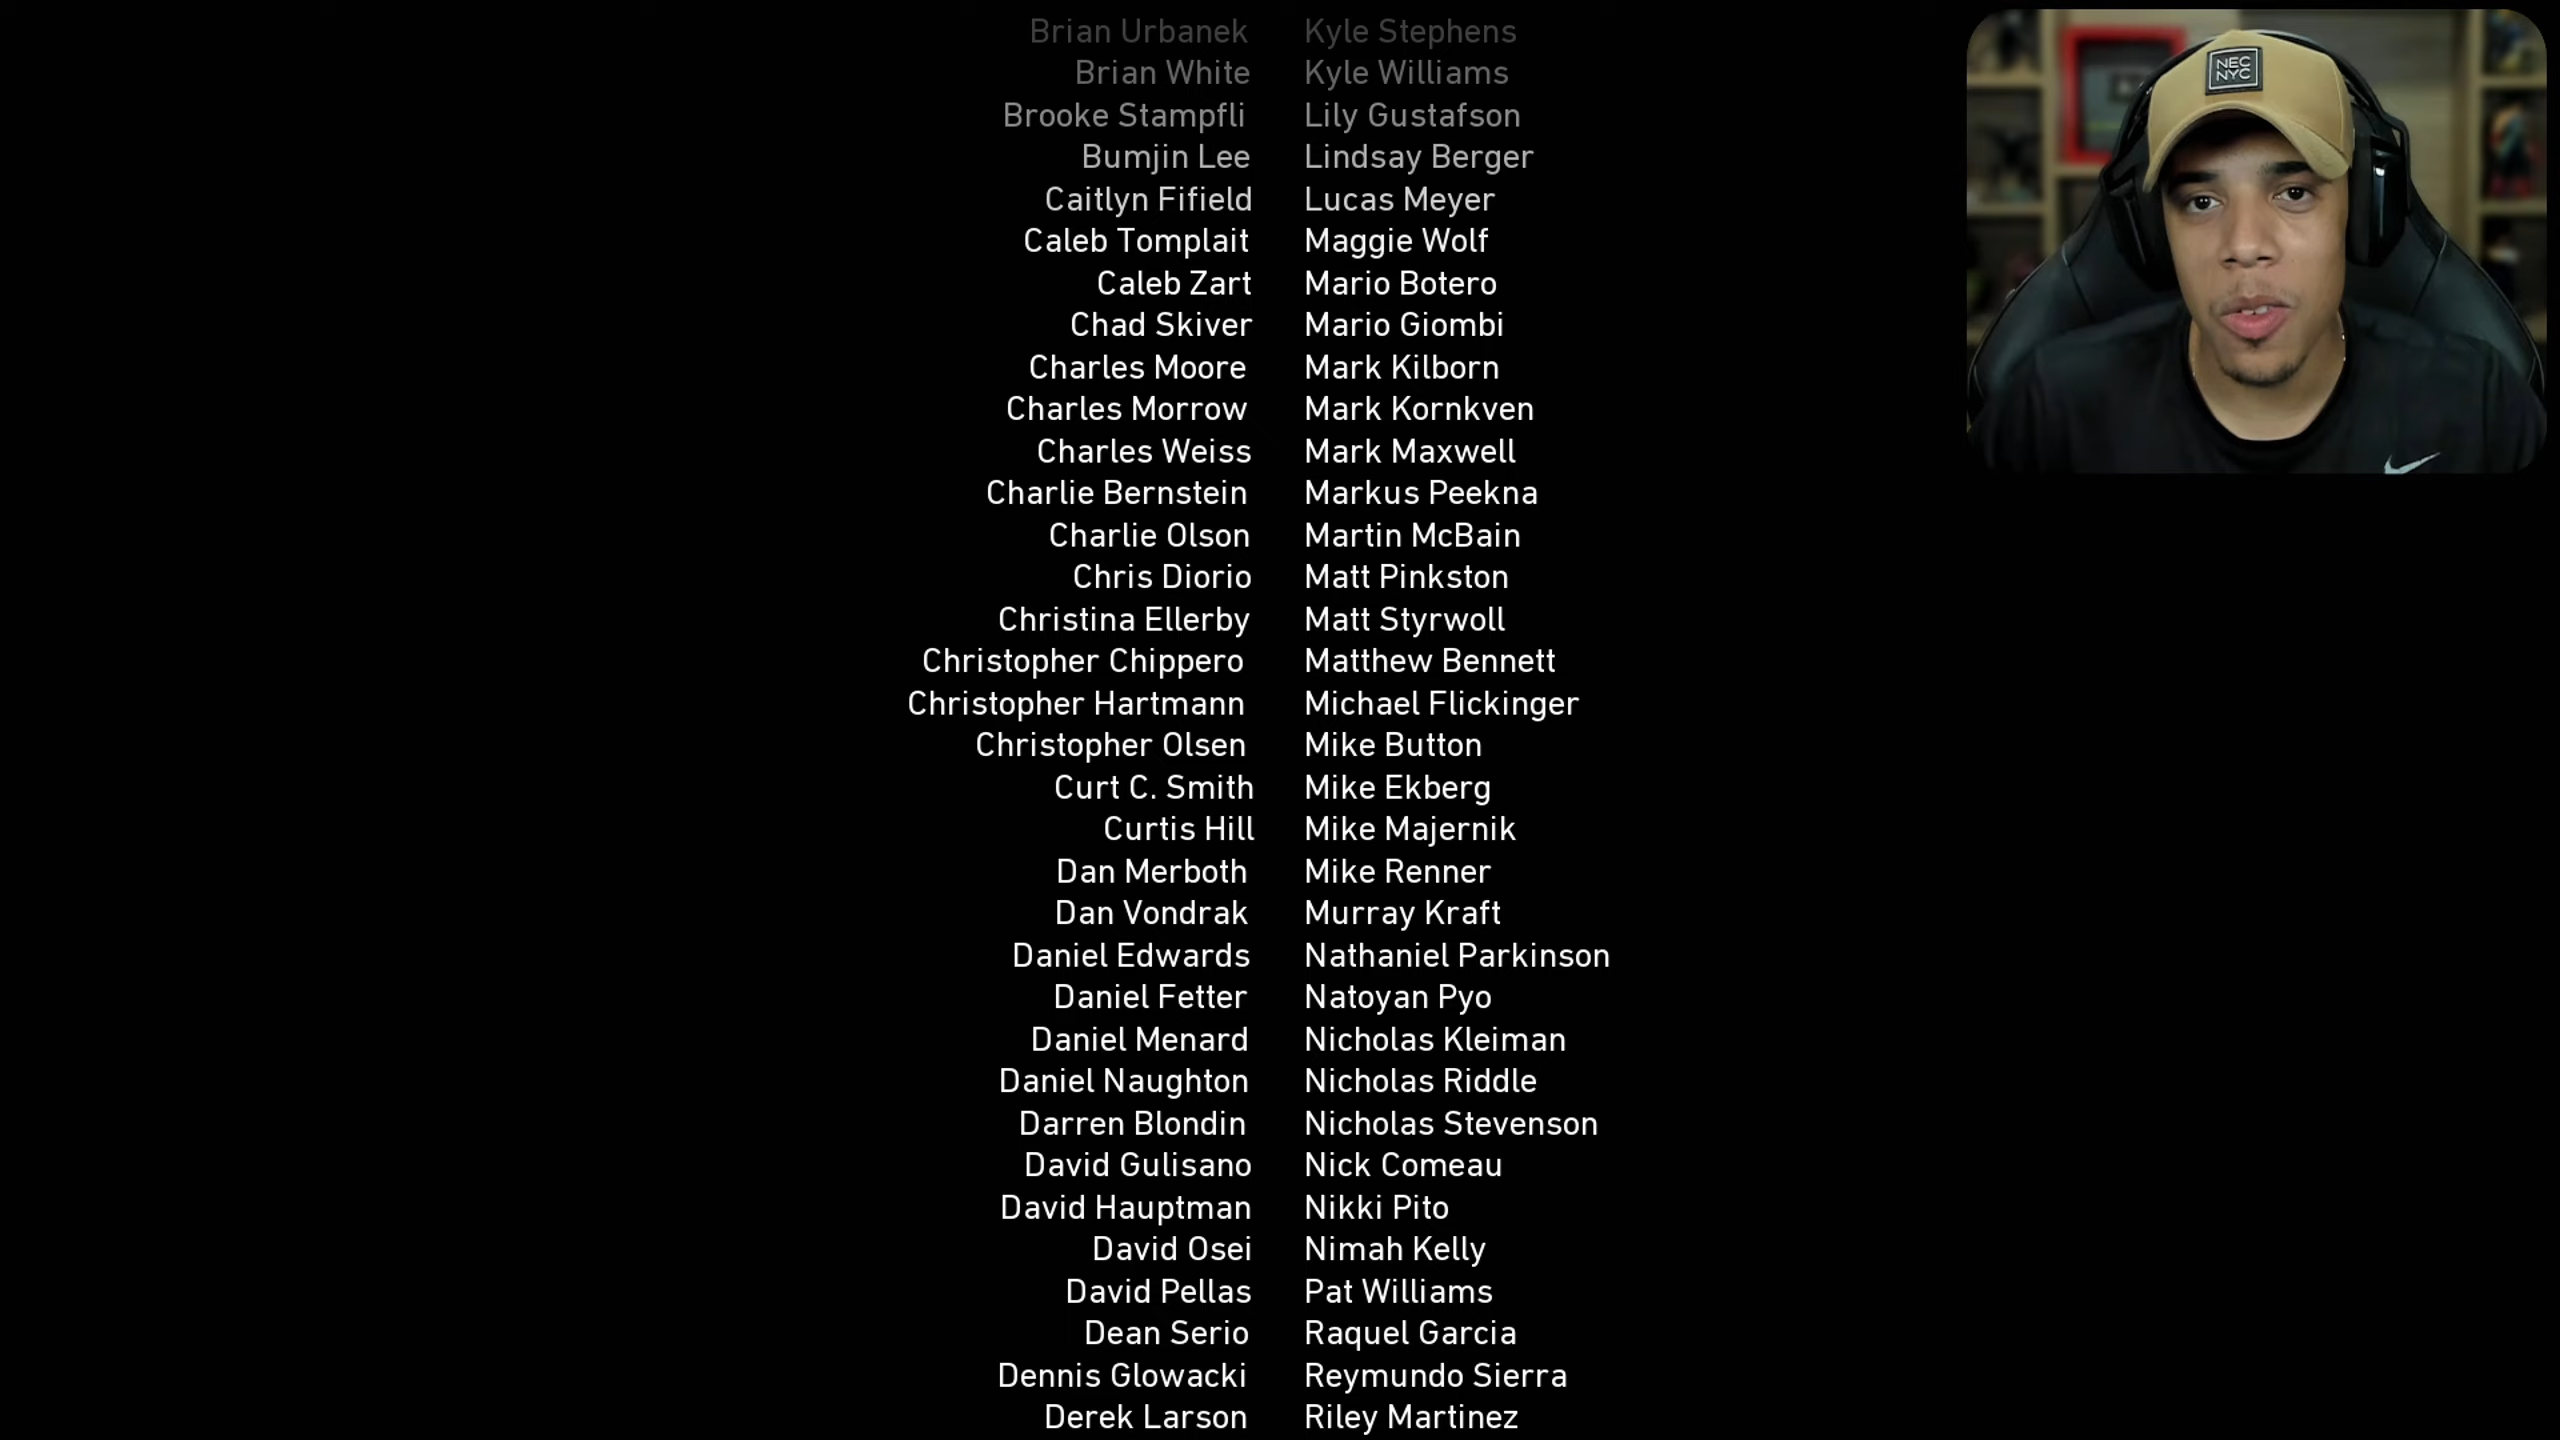 Brian Urbanek Kyle Stephens
Brian White Kyle Williams
Brooke Stampfli Lily Gustafson
Bumjin Lee Lindsay Berger
Caitlyn Fifield Lucas Meyer
Caleb Tomplait Maggie Wolf
Caleb Zart Mario Botero
Chad Skiver Mario Giombi
Charles Moore Mark Kilborn
Charles Morrow Mark Kornkven
Charles Weiss Mark Maxwell
Charlie Bernstein Markus Peekna
Charlie Olson Martin McBain
Chris Diorio Matt Pinkston
Christina Ellerby Matt Styrwoll
Christopher Chippero Matthew Bennett
Christopher Hartmann Michael Flickinger
Christopher Olsen Mike Button
Curt C. Smith Mike Ekberg
Curtis Hill Mike Majernik
Dan Merboth Mike Renner
Dan Vondrak Murray Kraft
Daniel Edwards Nathaniel Parkinson
Daniel Fetter Natoyan Pyo
Daniel Menard Nicholas Kleiman
Daniel Naughton Nicholas Riddle
Darren Blondin Nicholas Stevenson
David Gulisano Nick Comeau
David Hauptman Nikki Pito
David Osei Nimah Kelly
David Pellas Pat Williams
Dean Serio Raquel Garcia
Dennis Glowacki Reymundo Sierra
Derek Larson Riley Martinez
NEC
NYC